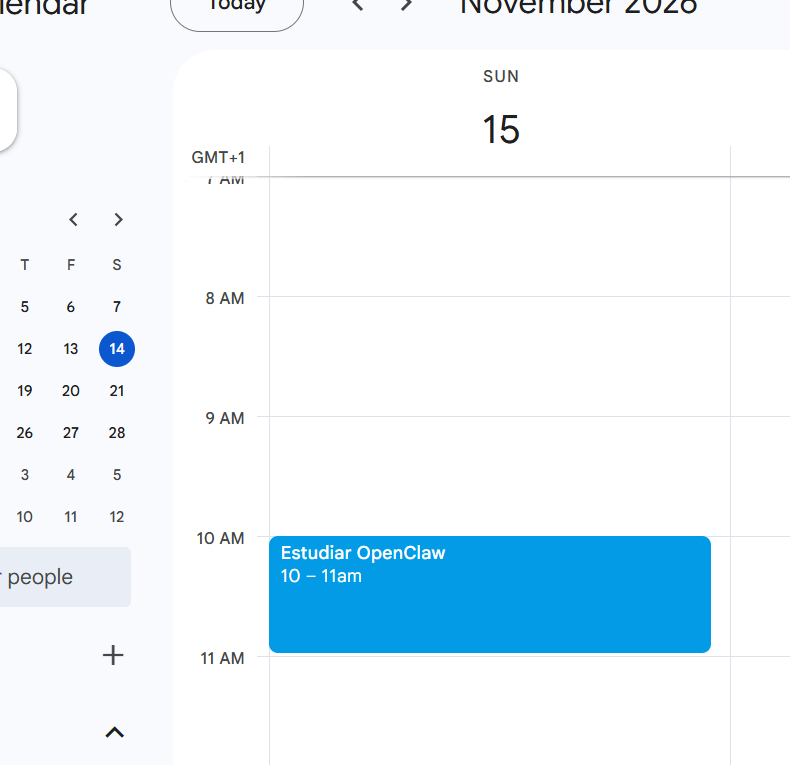 Today
November 2026
SUN
15
GMT+1
7 AM
T F S
5 6 7
8 AM
12 13 14
19 20 21
9 AM
26 27 28
3 4 5
10 11 12
10 AM
Estudiar OpenClaw
10 – 11am
people
11 AM